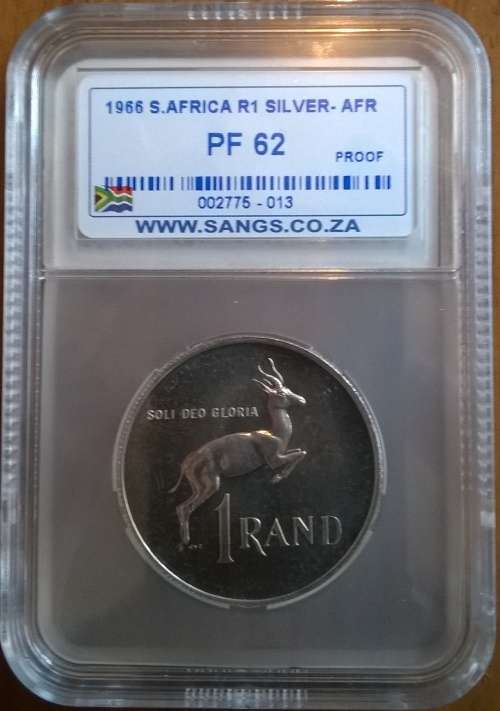 1966 S.AFRICA R1 SILVER- AFR
PF 62
PROOF
002775 - 013
WWW.SANGS.CO.ZA
SOLI DEO GLORIA
1 RAND